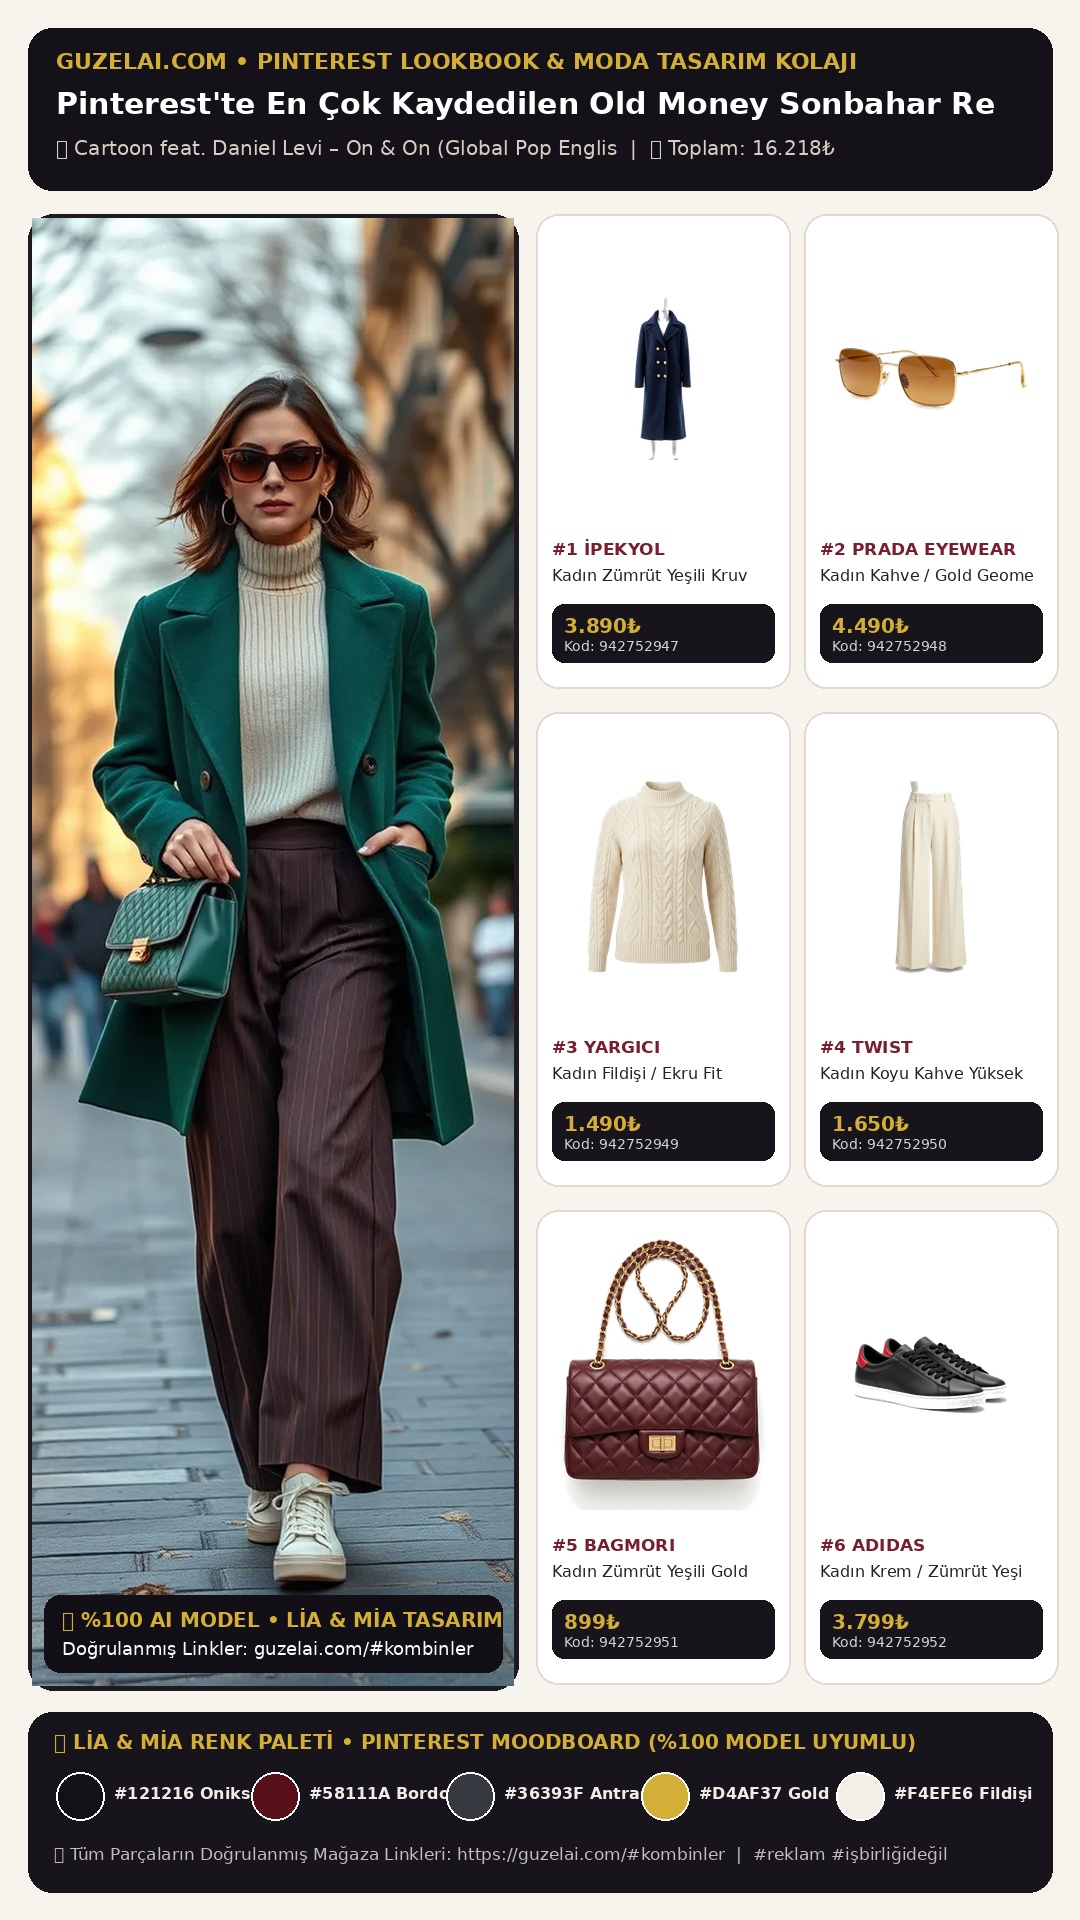 GUZELAI.COM • PINTEREST LOOKBOOK & MODA TASARIM KOLAJI
Pinterest'te En Çok Kaydedilen Old Money Sonbahar Re
Cartoon feat. Daniel Levi – On & On (Global Pop Englis | Toplam: 16.218₺
#1 İPEKYOL
Kadın Zümrüt Yeşili Kruv
3.890₺
Kod: 942752947
#2 PRADA EYEWEAR
Kadın Kahve / Gold Geome
4.490₺
Kod: 942752948
#3 YARGICI
Kadın Fildişi / Ekru Fit
1.490₺
Kod: 942752949
#4 TWIST
Kadın Koyu Kahve Yüksek
1.650₺
Kod: 942752950
#5 BAGMORI
Kadın Zümrüt Yeşili Gold
899₺
Kod: 942752951
#6 ADIDAS
Kadın Krem / Zümrüt Yeşi
3.799₺
Kod: 942752952
%100 AI MODEL • LİA & MİA TASARIM
Doğrulanmış Linkler: guzelai.com/#kombinler
LİA & MİA RENK PALETİ • PINTEREST MOODBOARD (%100 MODEL UYUMLU)
#121216 Oniks #58111A Bordo #36393F Antra #D4AF37 Gold #F4EFE6 Fildişi
Tüm Parçaların Doğrulanmış Mağaza Linkleri: https://guzelai.com/#kombinler | #reklam #işbirliğideğil